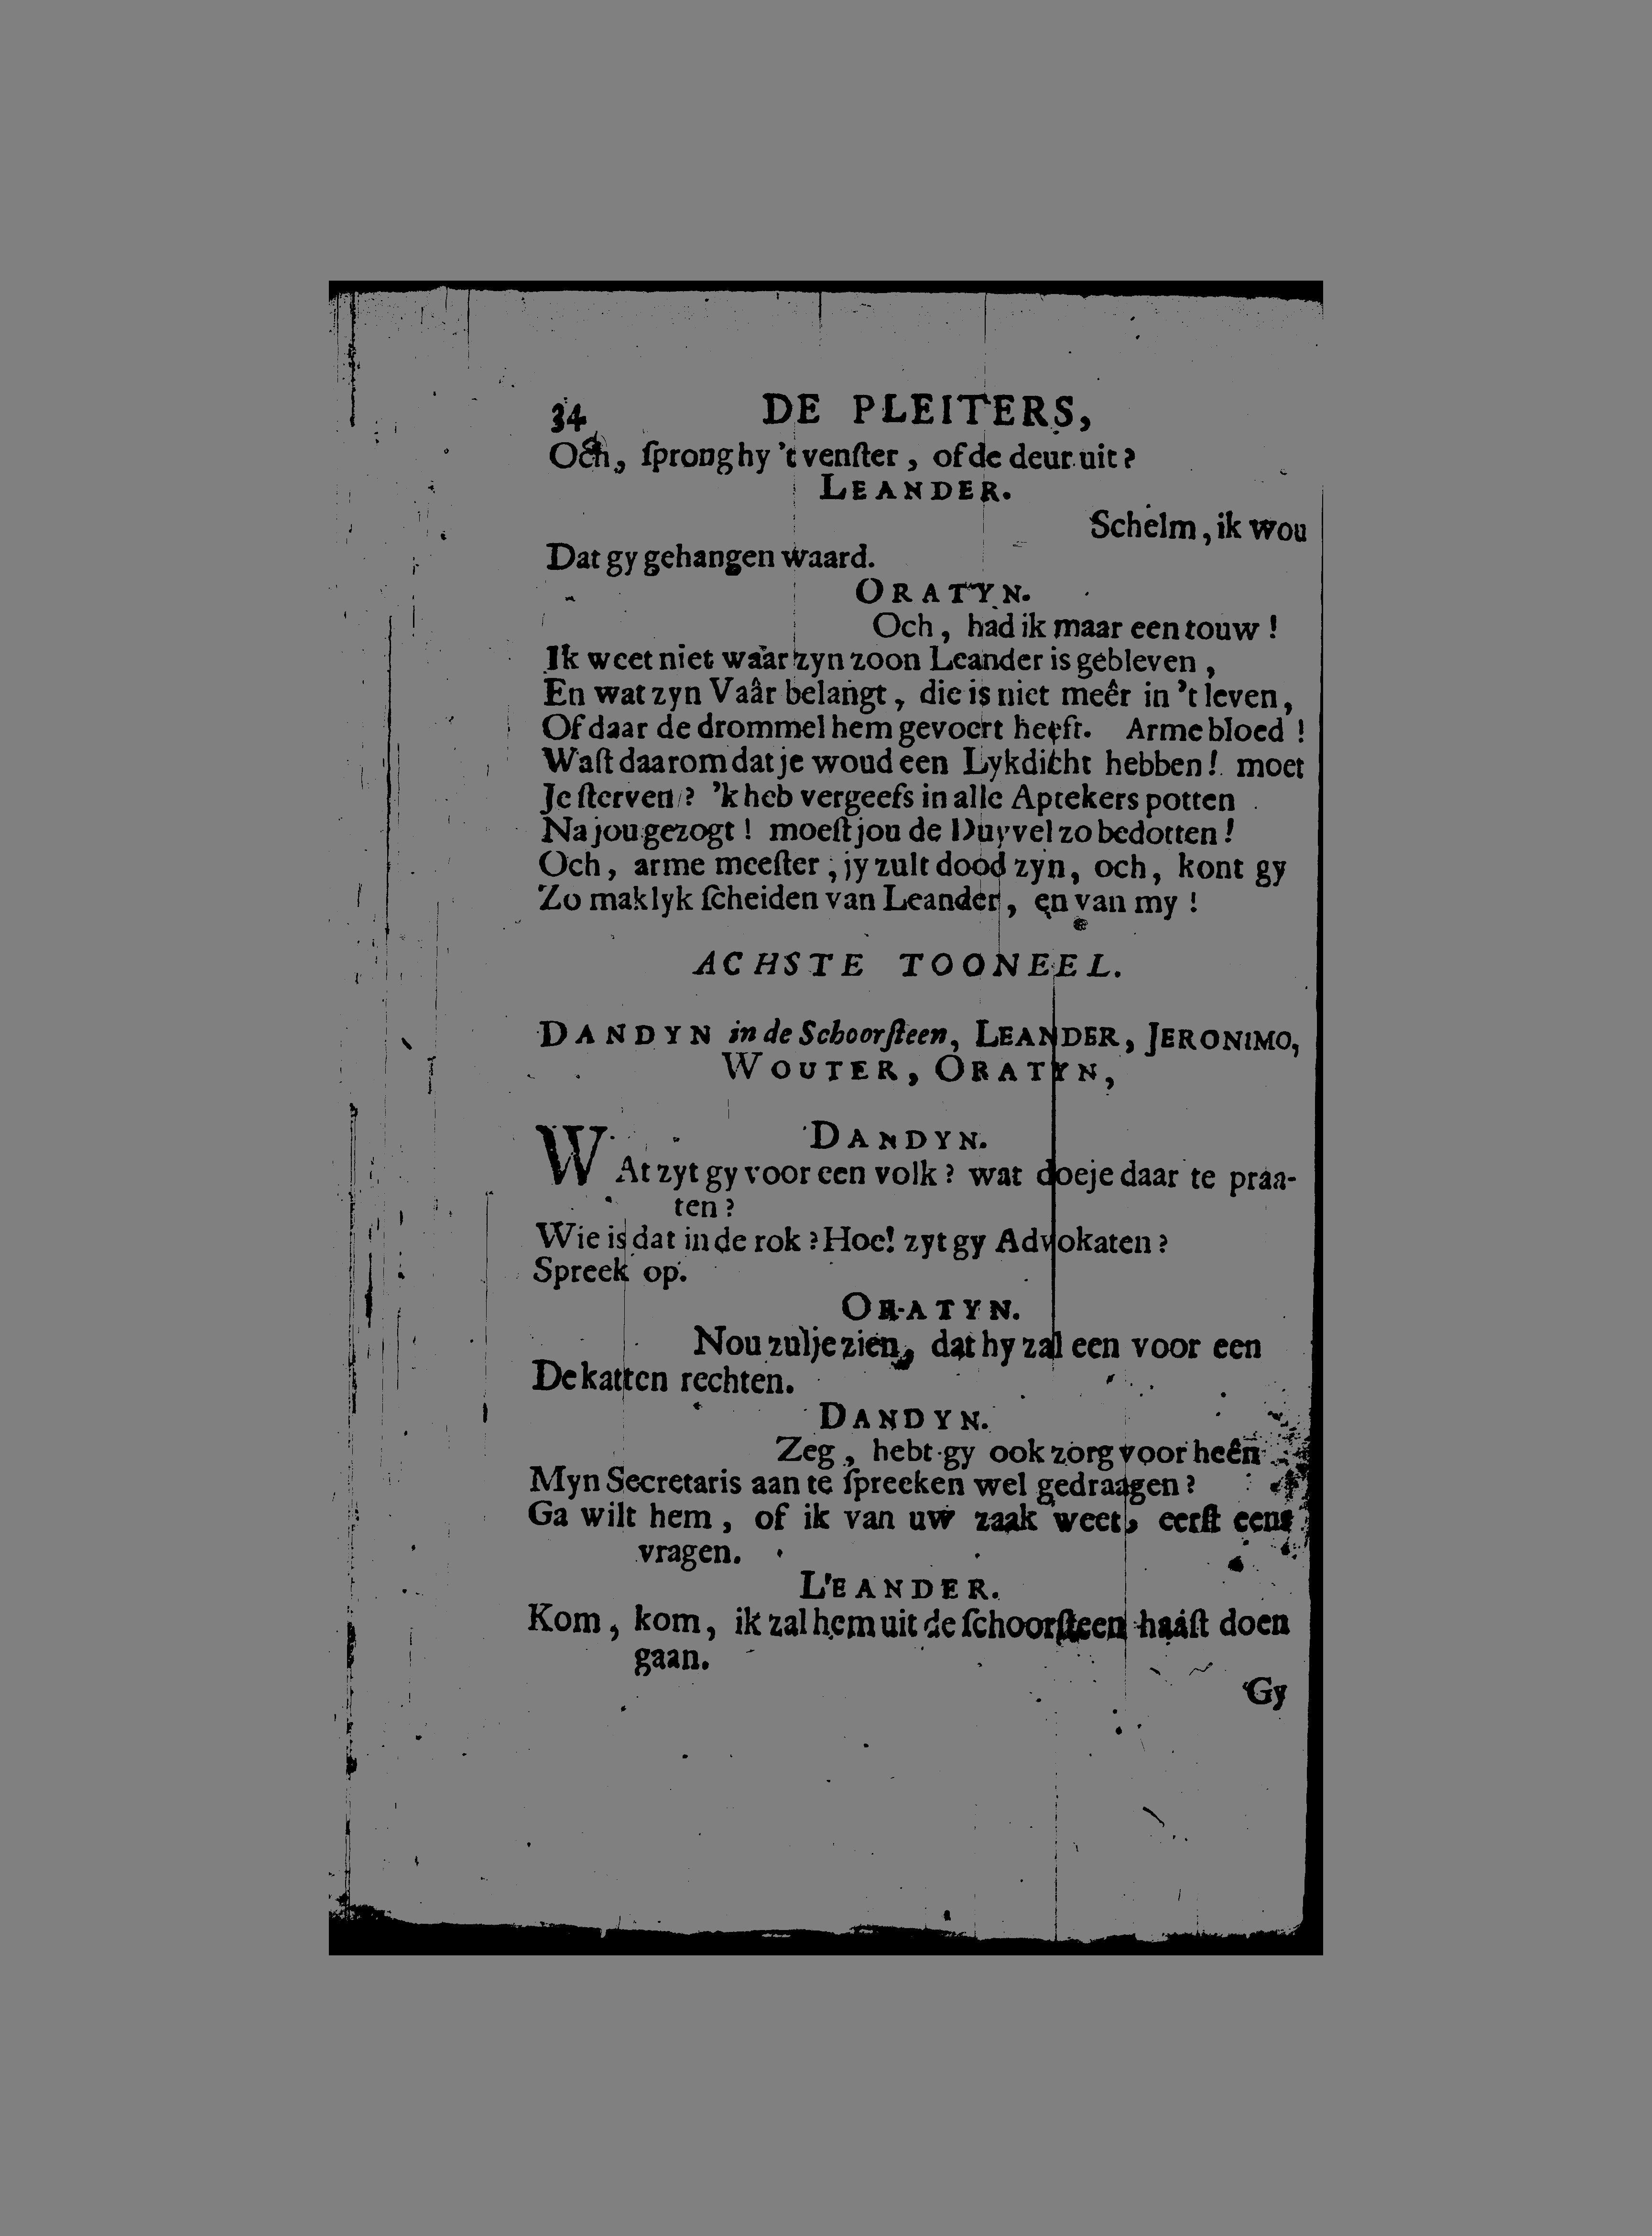 34 DE PLEITERS,
Och, ſprong hy 't venſter, of de deur uit?
LEANDER.
Schelm, ik wou
Dat gy gehangen waard.
ORATYN.
Och, had ik maar een touw!
Ik weet niet waar zyn zoon Leander is gebleven,
En wat zyn Vaâr belangt, die is niet meêr in 't leven,
Of daar de drommel hem gevoert heeft. Arme bloed!
Waſt daarom dat je woud een Lykdicht hebben! moet
Je ſterven? 'k heb vergeefs in alle Aptekers potten
Na jou gezogt! moeſt jou de Duyvel zo bedotten!
Och, arme meeſter, jy zult dood zyn, och, kont gy
Zo maklyk ſcheiden van Leander, en van my!
ACHSTE TOONEEL.
DANDYN in de Schoorſteen, LEANDER, JERONIMO,
WOUTER, ORATYN,
DANDYN.
WAt zyt gy voor een volk? wat doeje daar te praa-
ten?
Wie is dat in de rok? Hoe! zyt gy Advokaten?
Spreek op.
ORATYN.
Nou zulje zien, dat hy zal een voor een
De katten rechten.
DANDYN.
Zeg, hebt gy ook zorg voor heên
Myn Secretaris aan te ſpreeken wel gedraagen?
Ga wilt hem, of ik van uw zaak weet, eerſt eens
vragen.
LEANDER.
Kom, kom, ik zal hem uit de ſchoorſteen haaſt doen
gaan.
Gy